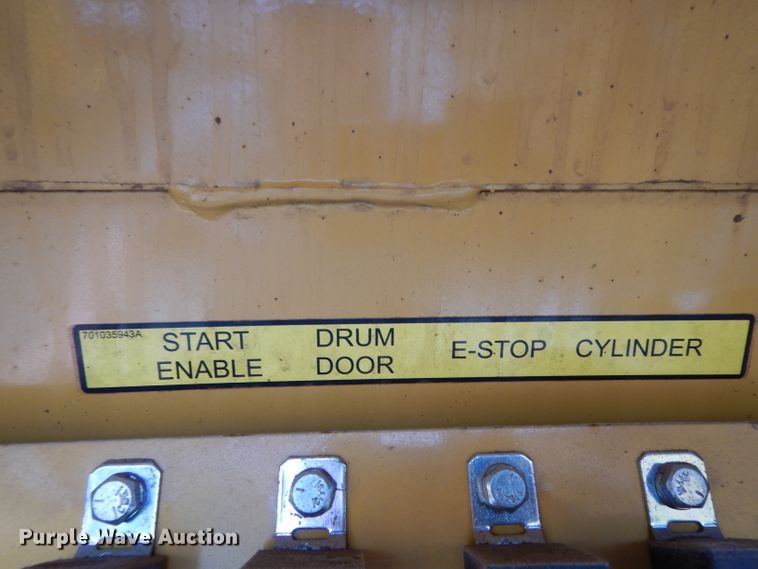 701035943A
START ENABLE
DRUM DOOR
E-STOP
CYLINDER
Purple Wave Auction